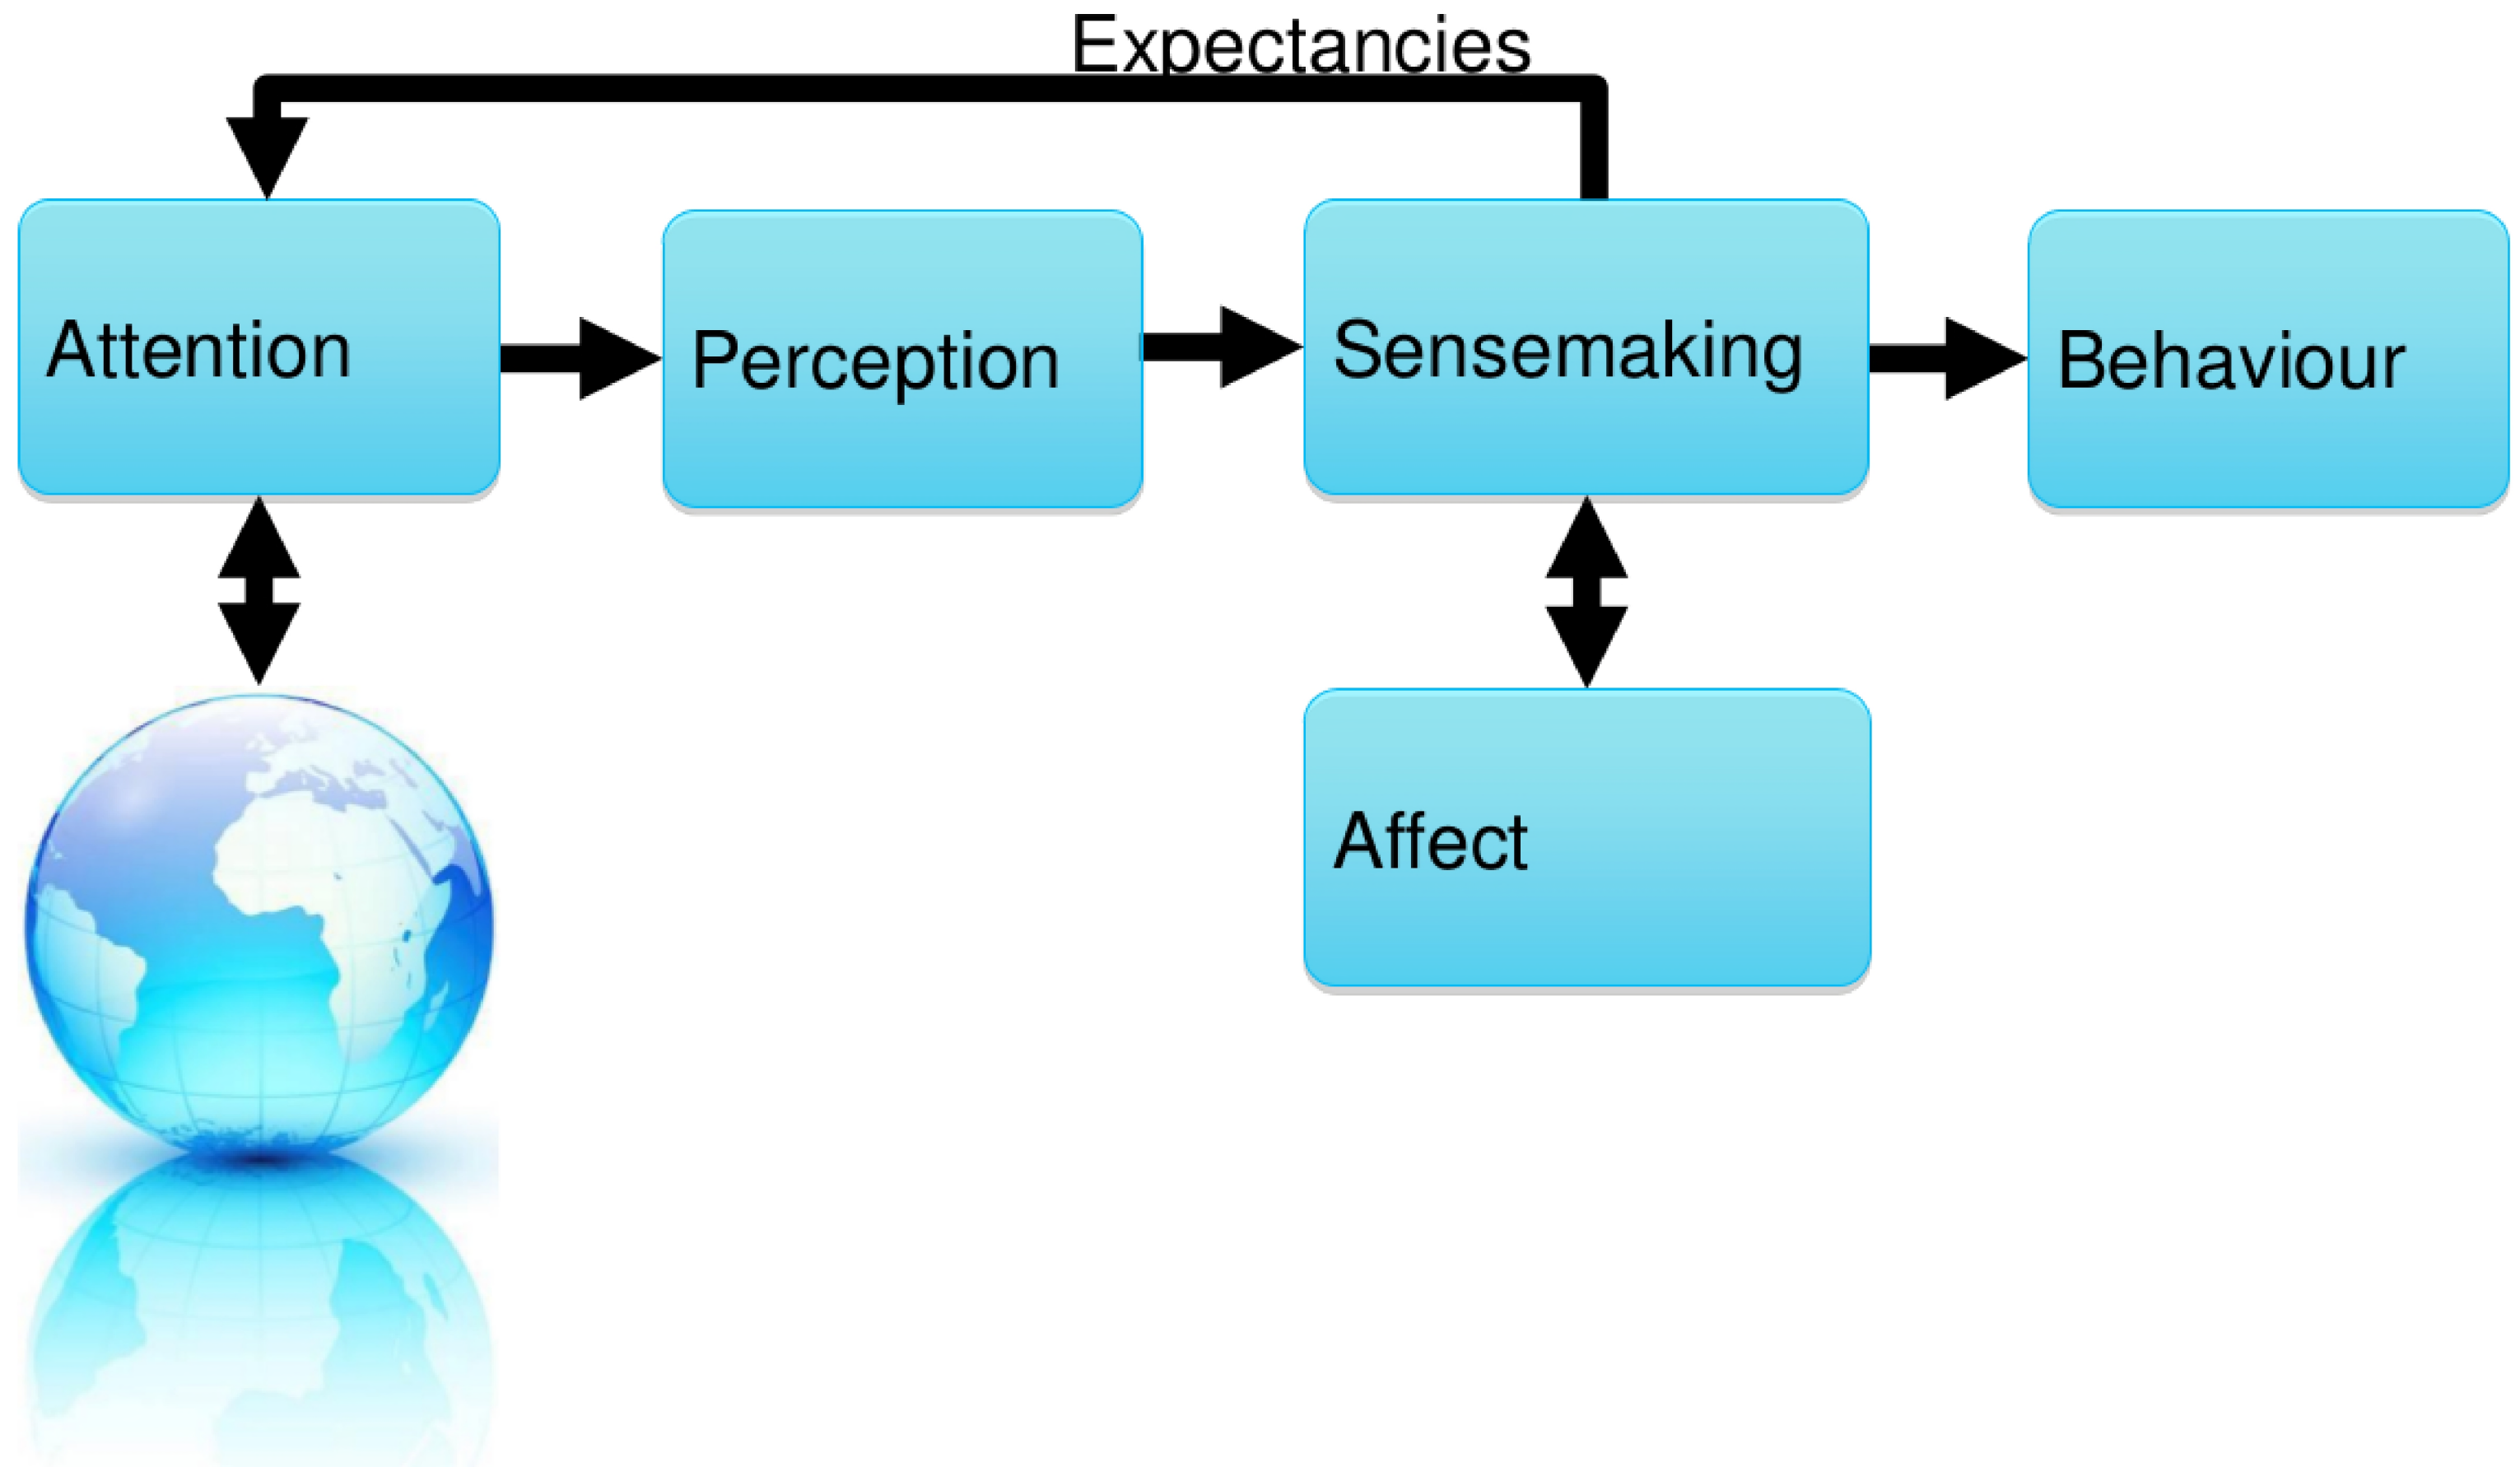 Expectancies
Attention
Perception
Sensemaking
Behaviour
Affect